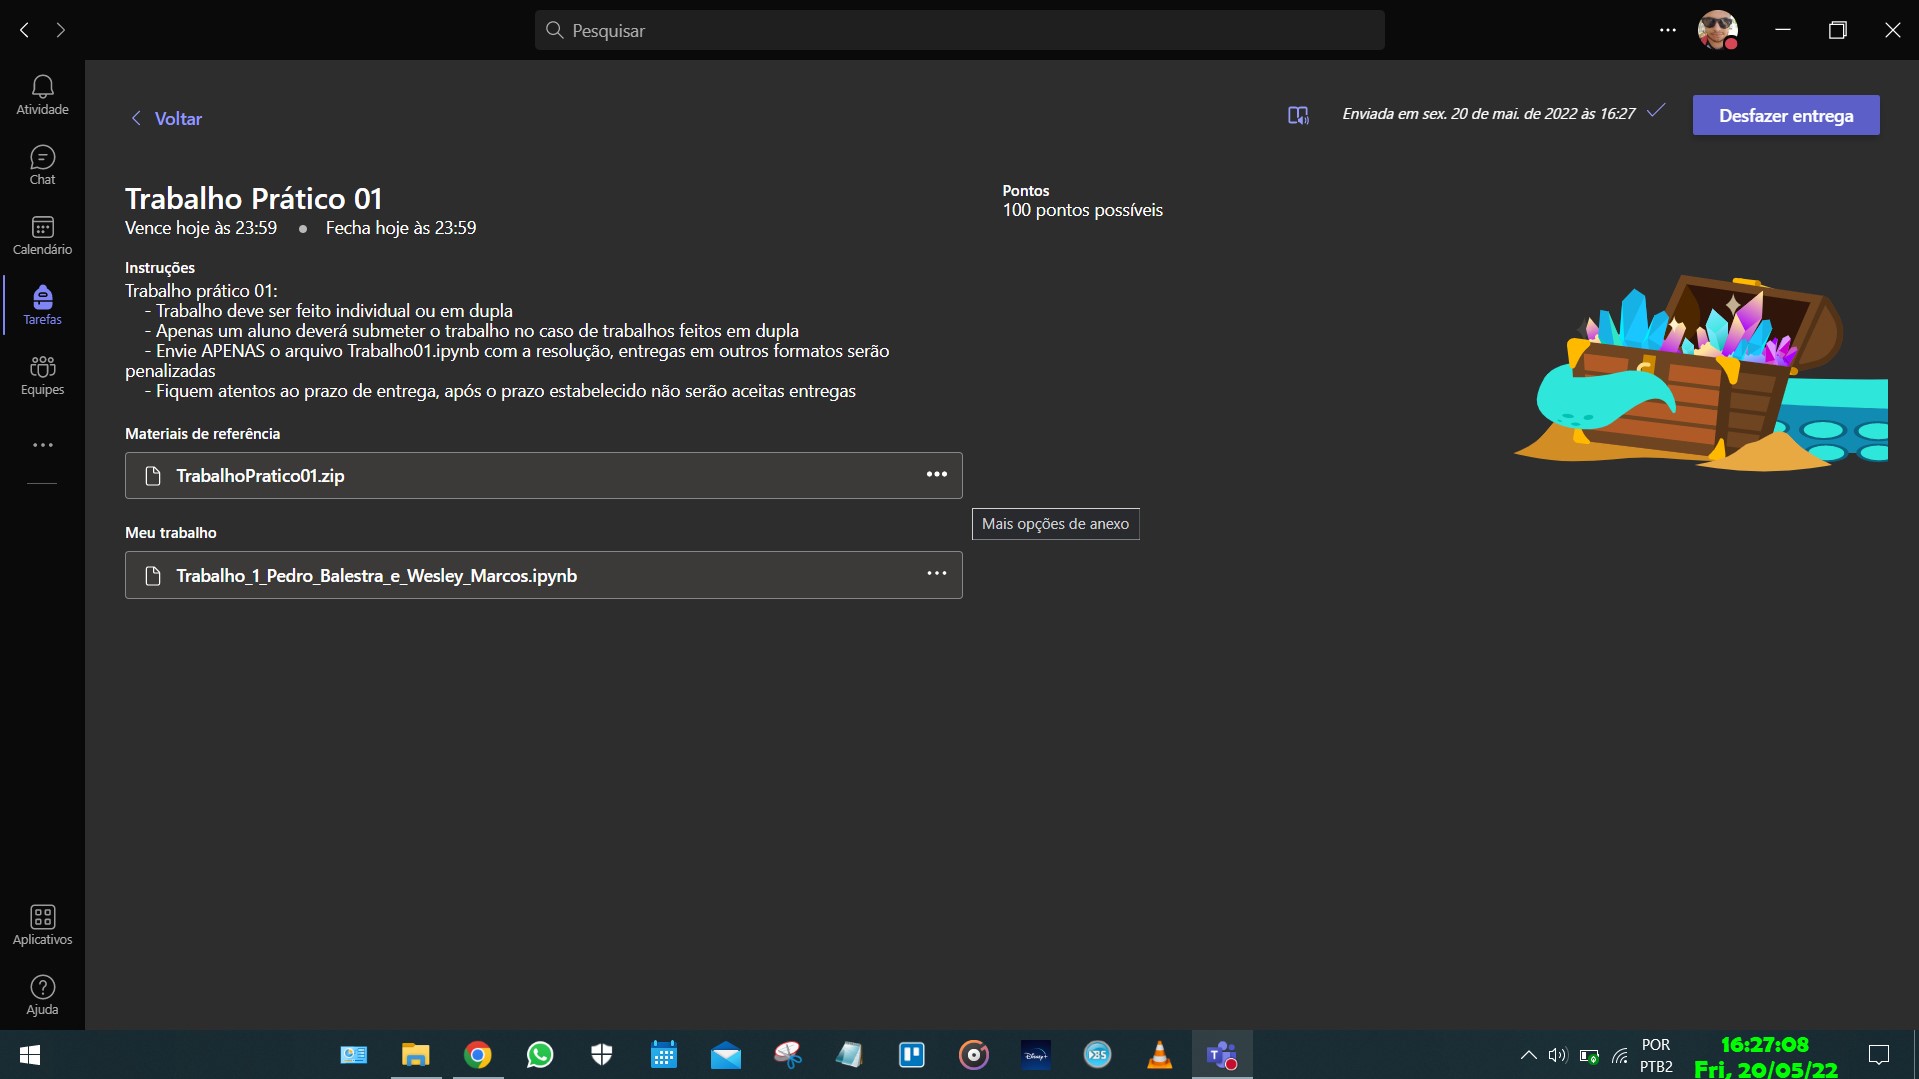 Pesquisar
Atividade
Chat
Calendário
Tarefas
Equipes
Aplicativos
Ajuda
Voltar
Enviada em sex. 20 de mai. de 2022 às 16:27
Desfazer entrega
Trabalho Prático 01
Vence hoje às 23:59 • Fecha hoje às 23:59
Pontos
100 pontos possíveis
Instruções
Trabalho prático 01:
- Trabalho deve ser feito individual ou em dupla
- Apenas um aluno deverá submeter o trabalho no caso de trabalhos feitos em dupla
- Envie APENAS o arquivo Trabalho01.ipynb com a resolução, entregas em outros formatos serão
penalizadas
- Fiquem atentos ao prazo de entrega, após o prazo estabelecido não serão aceitas entregas
Materiais de referência
TrabalhoPratico01.zip
Mais opções de anexo
Meu trabalho
Trabalho_1_Pedro_Balestra_e_Wesley_Marcos.ipynb
Disney+
POR
PTB2
16:27:08
Fri, 20/05/22